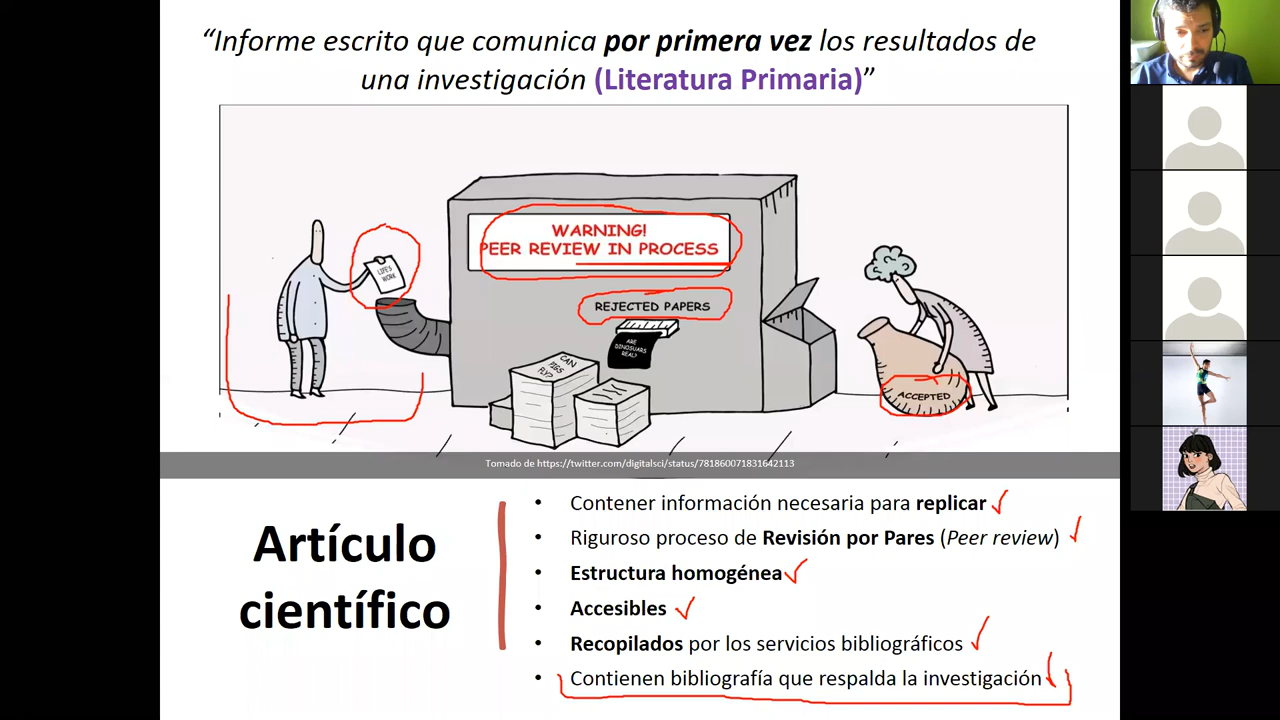 “Informe escrito que comunica por primera vez los resultados de
una investigación (Literatura Primaria)”
WARNING!
PEER REVIEW IN PROCESS
LIFES
WORK
REJECTED PAPERS
ARE
DINOSUARS
REAL?
CAN
PIGS
FLY?
ACCEPTED
Tomado de https://twitter.com/digitalsci/status/781860071831642113
Artículo
científico
• Contener información necesaria para replicar
• Riguroso proceso de Revisión por Pares (Peer review)
• Estructura homogénea
• Accesibles
• Recopilados por los servicios bibliográficos
• Contienen bibliografía que respalda la investigación